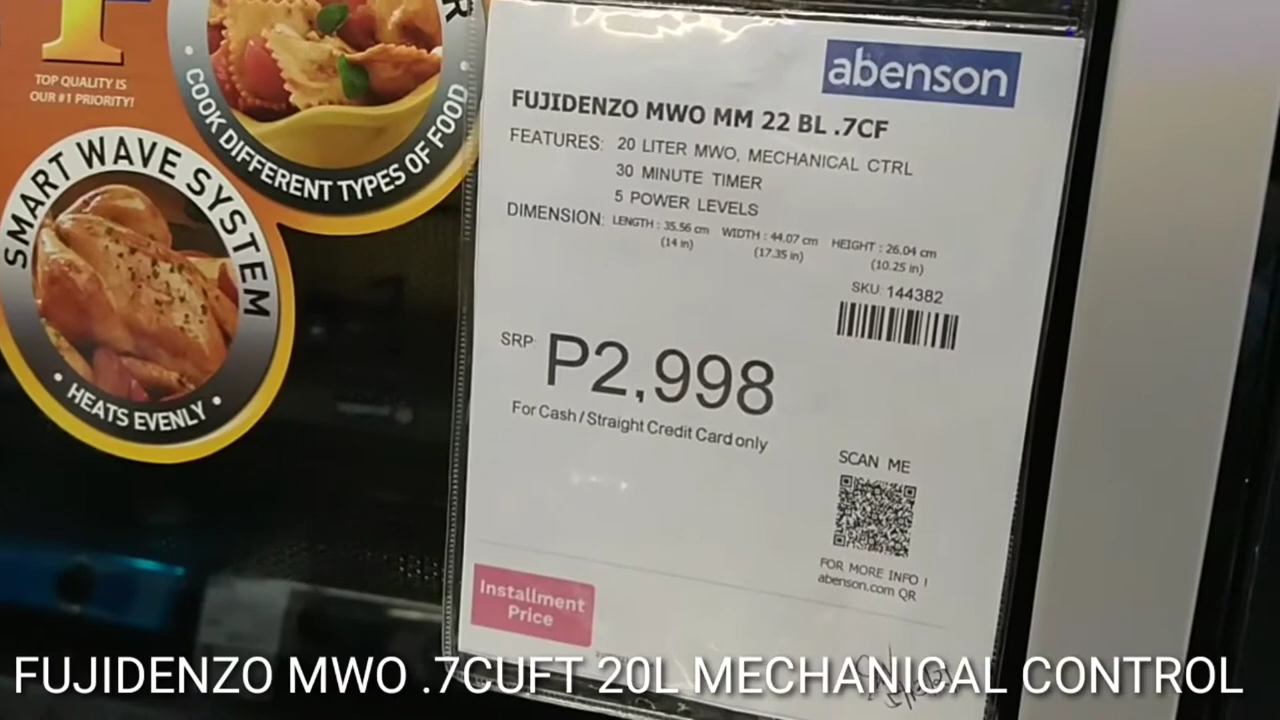 TOP QUALITY IS
OUR #1 PRIORITY!
COOK DIFFERENT TYPES OF FOOD
SMART WAVE SYSTEM
HEATS EVENLY
abenson
FUJIDENZO MWO MM 22 BL .7CF
FEATURES: 20 LITER MWO, MECHANICAL CTRL
30 MINUTE TIMER
5 POWER LEVELS
DIMENSION: LENGTH : 35.56 cm WIDTH : 44.07 cm HEIGHT : 26.04 cm
(14 in) (17.35 in) (10.25 in)
SKU: 144382
SRP: P2,998
For Cash / Straight Credit Card only
SCAN ME
FOR MORE INFO !
abenson.com QR
Installment
Price
FUJIDENZO MWO .7CUFT 20L MECHANICAL CONTROL